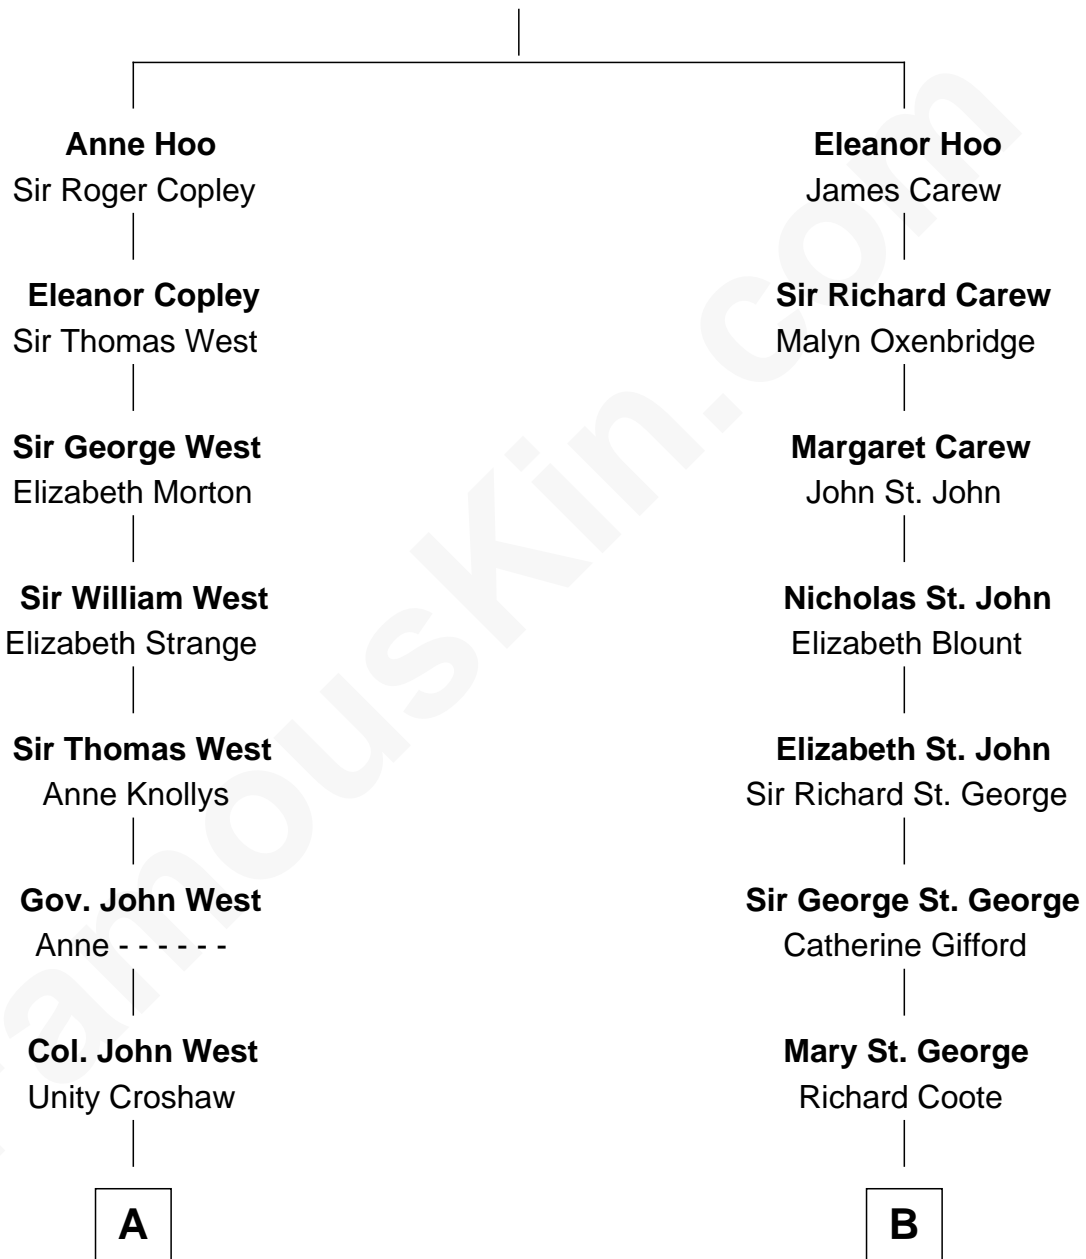 Anne Hoo
Sir Roger Copley
Eleanor Copley
Sir Thomas West
Sir George West
Elizabeth Morton
Sir William West
Elizabeth Strange
Sir Thomas West
Anne Knollys
Gov. John West
Anne - - - - - -
Col. John West
Unity Croshaw
A
Eleanor Hoo
James Carew
Sir Richard Carew
Malyn Oxenbridge
Margaret Carew
John St. John
Nicholas St. John
Elizabeth Blount
Elizabeth St. John
Sir Richard St. George
Sir George St. George
Catherine Gifford
Mary St. George
Richard Coote
B
FamousKin.com